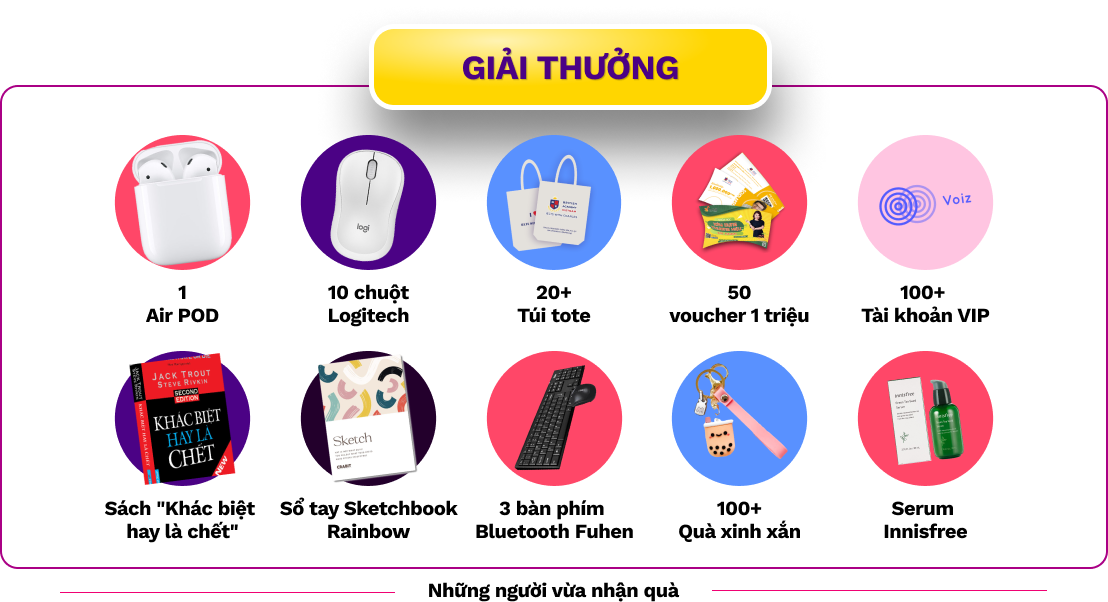 GIẢI THƯỞNG
logi
Voiz
1
Air POD
10 chuột
Logitech
20+
Túi tote
50
voucher 1 triệu
100+
Tài khoản VIP
JACK TROUT
STEVE RIVKIN
SECOND
EDITION
KHÁC BIỆT
HAY LÀ
CHẾT
NEW
Sketch
CRABIT
innisfree
innisfree
Sách "Khác biệt
hay là chết"
Sổ tay Sketchbook
Rainbow
3 bàn phím
Bluetooth Fuhen
100+
Quà xinh xắn
Serum
Innisfree
Những người vừa nhận quà